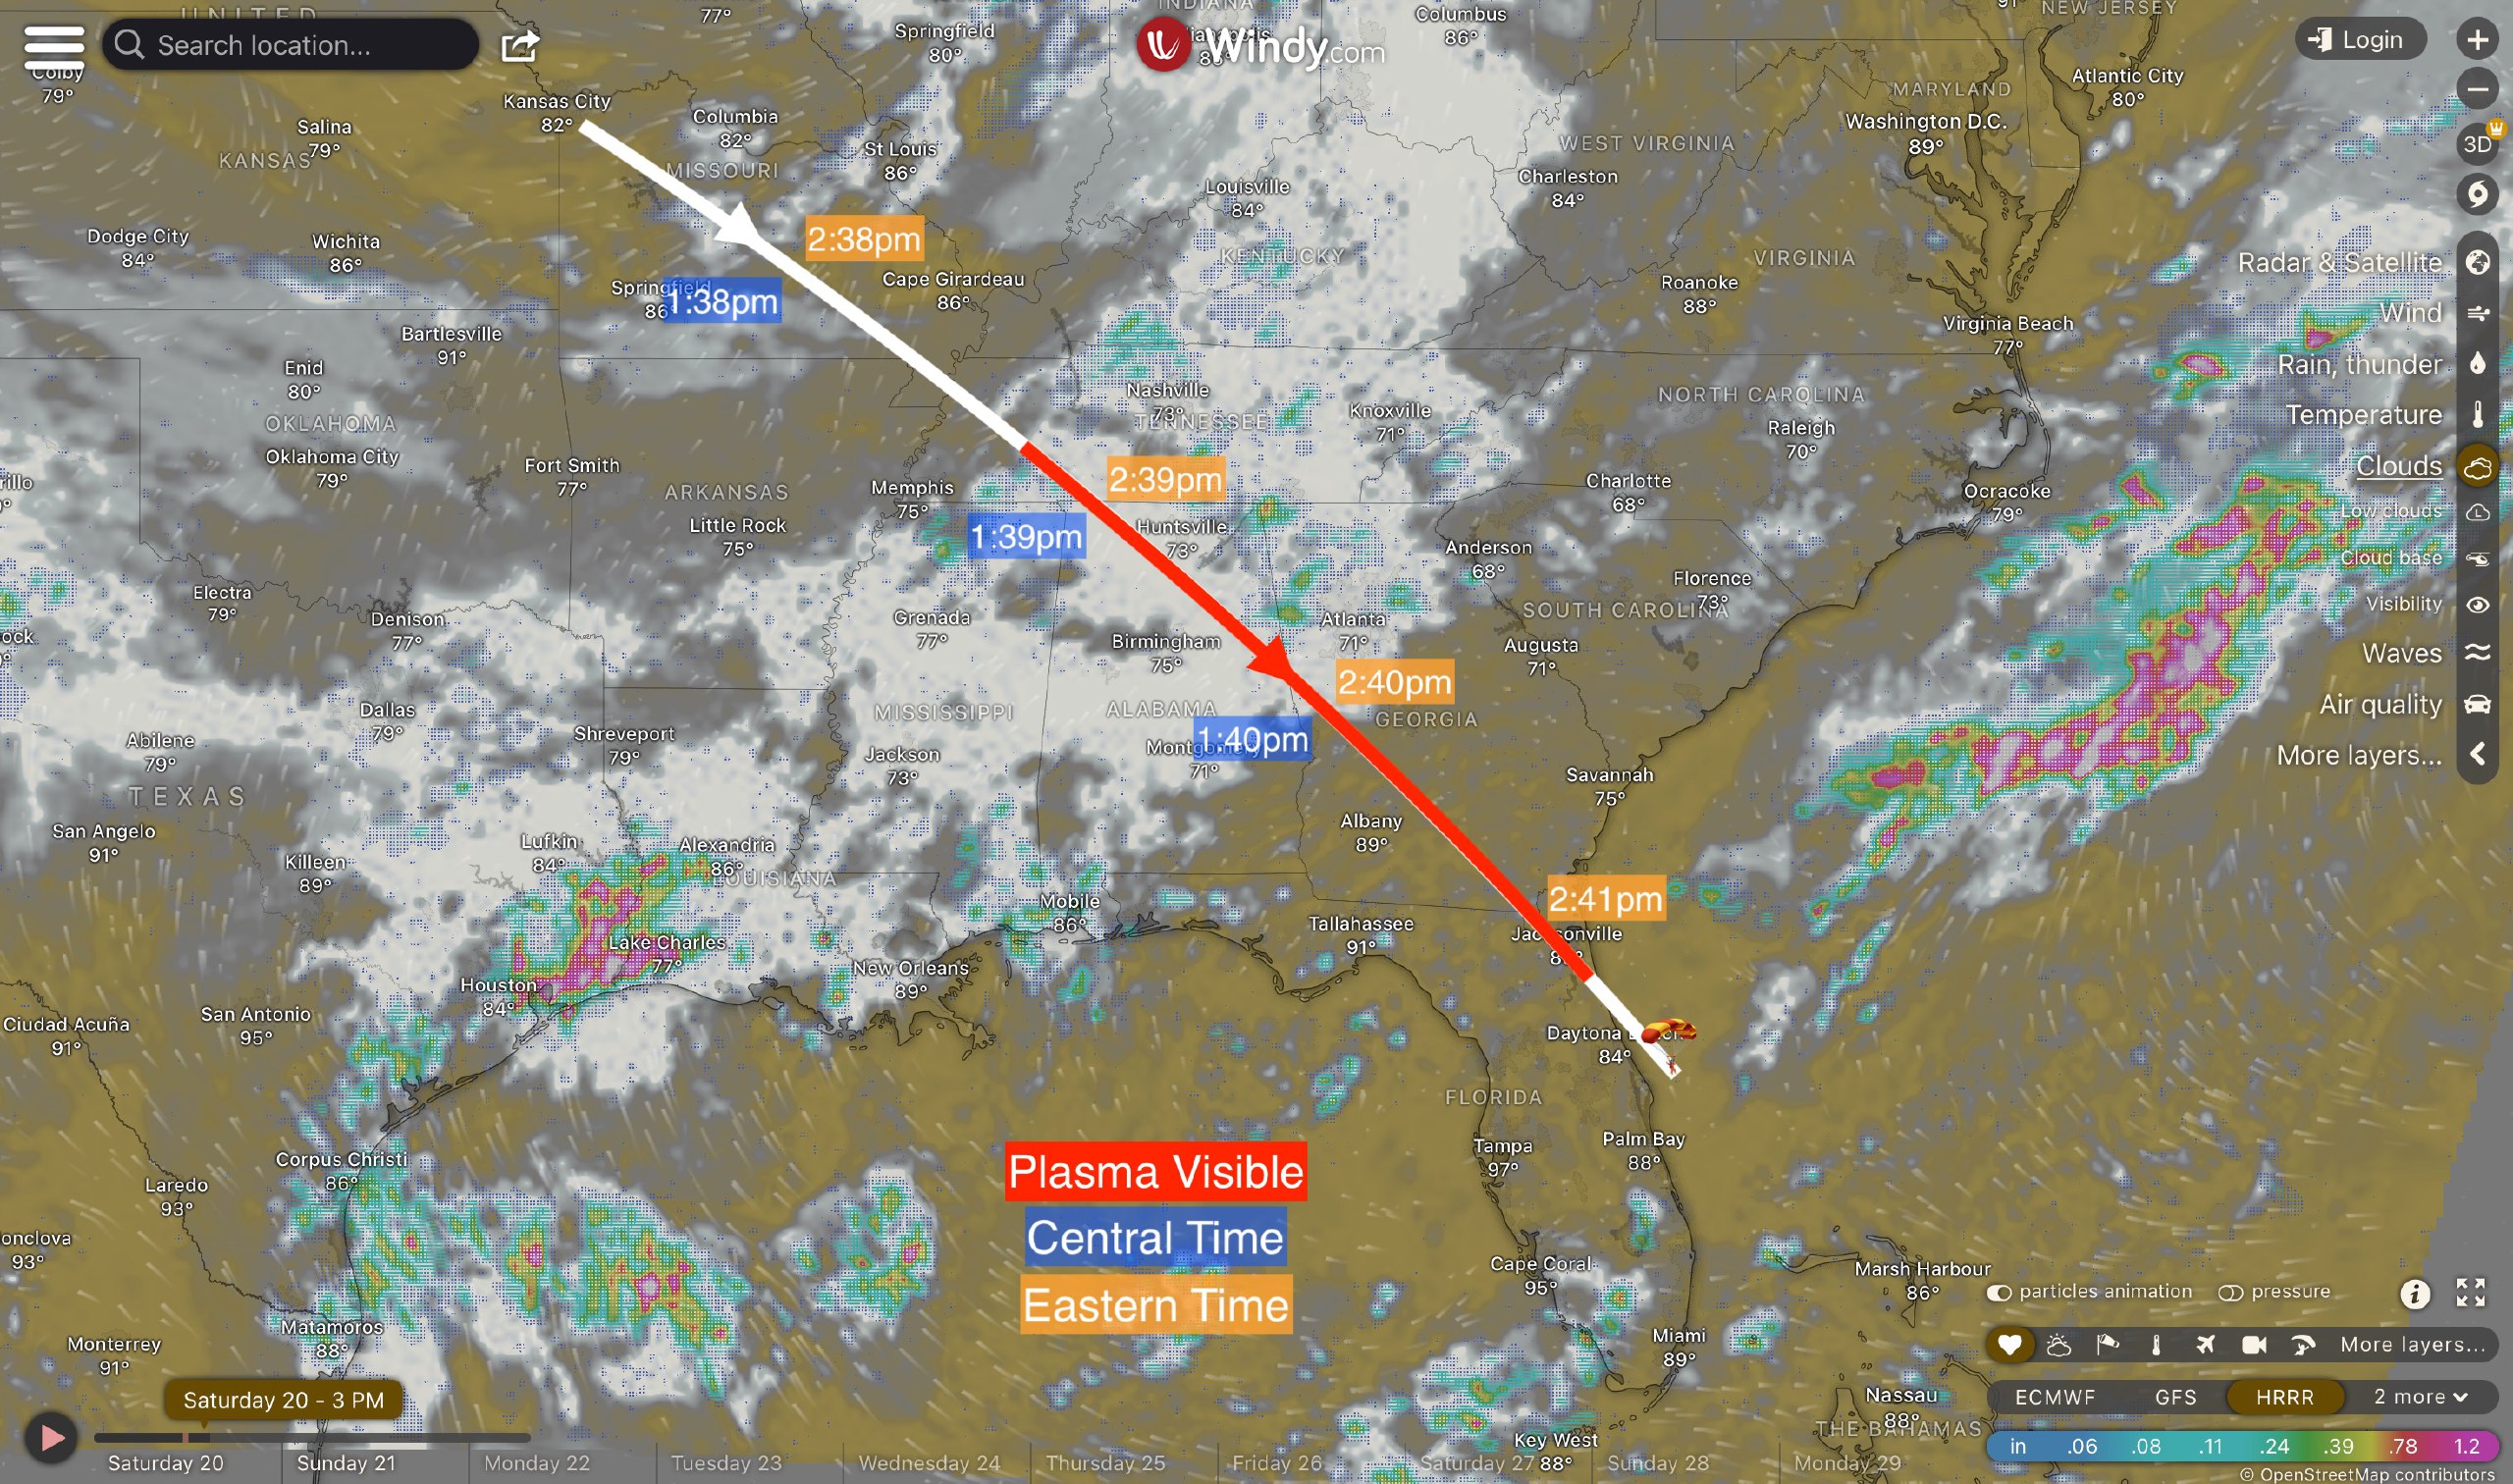 UNITED
77°
INDIANA
Columbus
86°
91°
NEW JERSEY
Search location...
Springfield
80°
Windy.com
Login
Colby
79°
Kansas City
82°
Columbia
82°
Atlantic City
80°
MARYLAND
Washington D.C.
89°
3D
Salina
79°
KANSAS
MISSOURI
St Louis
86°
WEST VIRGINIA
Charleston
84°
Louisville
84°
Dodge City
84°
Wichita
86°
2:38pm
KENTUCKY
VIRGINIA
Radar & Satellite
Springfield
86
1:38pm
Cape Girardeau
86°
Roanoke
88°
Wind
Virginia Beach
77°
Bartlesville
91°
Enid
80°
Rain, thunder
Nashville
73°
TENNESSEE
Knoxville
71°
NORTH CAROLINA
Raleigh
70°
Temperature
OKLAHOMA
Oklahoma City
79°
Fort Smith
77°
Clouds
rillo
2:39pm
Memphis
75°
ARKANSAS
Little Rock
75°
Charlotte
68°
Ocracoke
79°
Low clouds
1:39pm
Huntsville
73°
Anderson
68°
Cloud base
Electra
79°
Denison
77°
Florence
73°
SOUTH CAROLINA
Visibility
ock
Grenada
77°
Birmingham
75°
Atlanta
71°
Augusta
71°
Waves
2:40pm
Dallas
79°
MISSISSIPPI
ALABAMA
GEORGIA
Air quality
Abilene
79°
Shreveport
79°
Jackson
73°
Montgomery
71°
1:40pm
More layers...
Savannah
75°
TEXAS
San Angelo
91°
Killeen
89°
Lufkin
84°
Alexandria
86°
LOUISIANA
Albany
89°
Mobile
86°
2:41pm
Tallahassee
91°
Jacksonville
Lake Charles
77°
Houston
84°
New Orleans
89°
Ciudad Acuña
91°
San Antonio
95°
Daytona
84°
FLORIDA
Tampa
97°
Palm Bay
88°
Corpus Christi
86°
Laredo
93°
Plasma Visible
Central Time
Eastern Time
onclova
93°
Cape Coral
95°
Marsh Harbour
86°
particles animation
pressure
Matamoros
88°
Monterrey
91°
Miami
89°
More layers...
Saturday 20 - 3 PM
Nassau
88°
THE BAHAMAS
ECMWF
GFS
HRRR
2 more
Key West
88°
in .06 .08 .11 .24 .39 .78 1.2
Saturday 20
Sunday 21
Monday 22
Tuesday 23
Wednesday 24
Thursday 25
Friday 26
Saturday 27
Sunday 28
Monday 29
© OpenStreetMap contributors